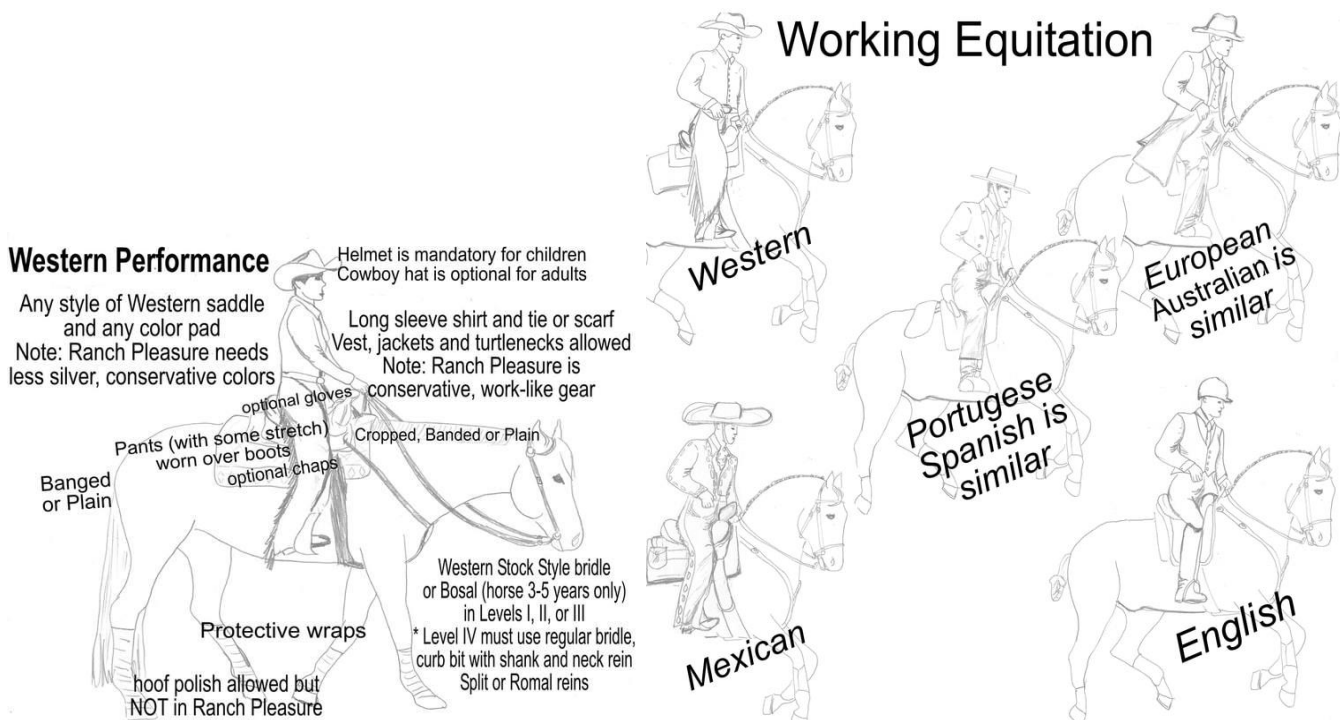 Western Performance
Any style of Western saddle
and any color pad
Note: Ranch Pleasure needs
less silver, conservative colors
Helmet is mandatory for children
Cowboy hat is optional for adults
Long sleeve shirt and tie or scarf
Vest, jackets and turtlenecks allowed
Note: Ranch Pleasure is
conservative, work-like gear
optional gloves
Pants (with some stretch)
worn over boots
optional chaps
Cropped, Banded or Plain
Banged
or Plain
Protective wraps
hoof polish allowed but
NOT in Ranch Pleasure
Western Stock Style bridle
or Bosal (horse 3-5 years only)
in Levels I, II, or III
* Level IV must use regular bridle,
curb bit with shank and neck rein
Split or Romal reins
Working Equitation
Western
European
Australian is
similar
Portugese
Spanish is
similar
Mexican
English